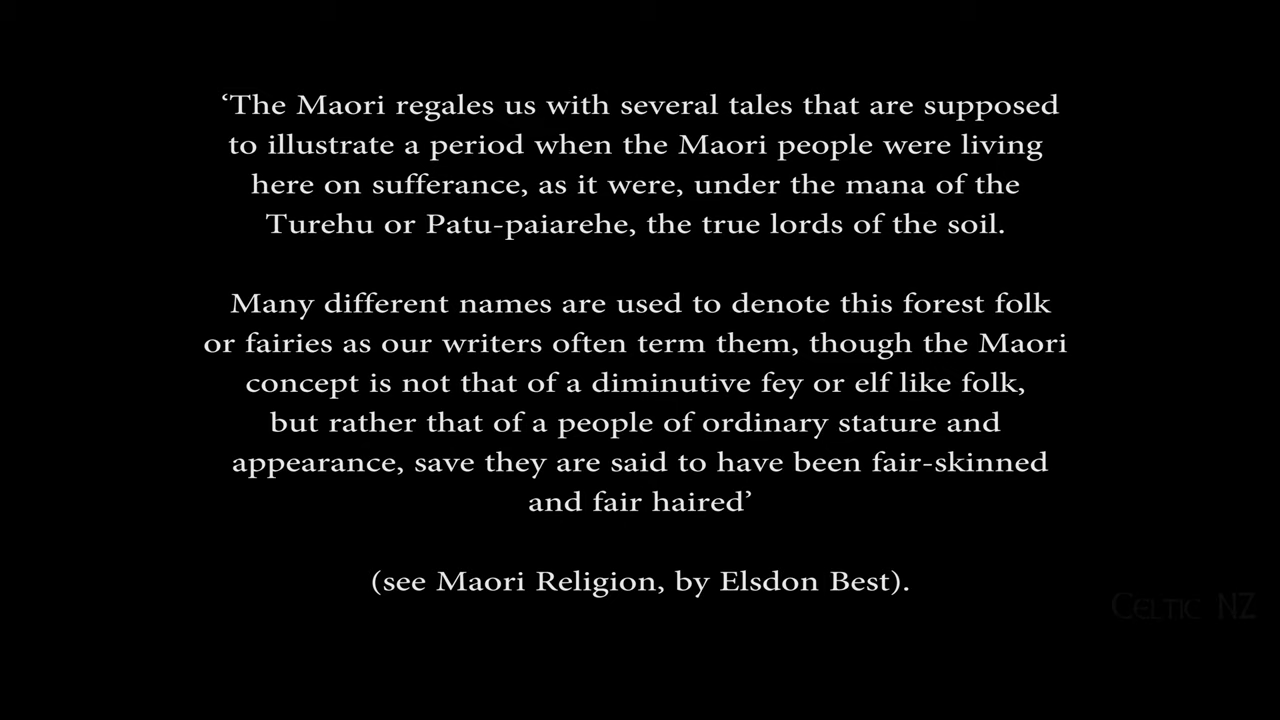 ‘The Maori regales us with several tales that are supposed
to illustrate a period when the Maori people were living
here on sufferance, as it were, under the mana of the
Turehu or Patu-paiarehe, the true lords of the soil.
Many different names are used to denote this forest folk
or fairies as our writers often term them, though the Maori
concept is not that of a diminutive fey or elf like folk,
but rather that of a people of ordinary stature and
appearance, save they are said to have been fair-skinned
and fair haired’
(see Maori Religion, by Elsdon Best).
Celtic NZ